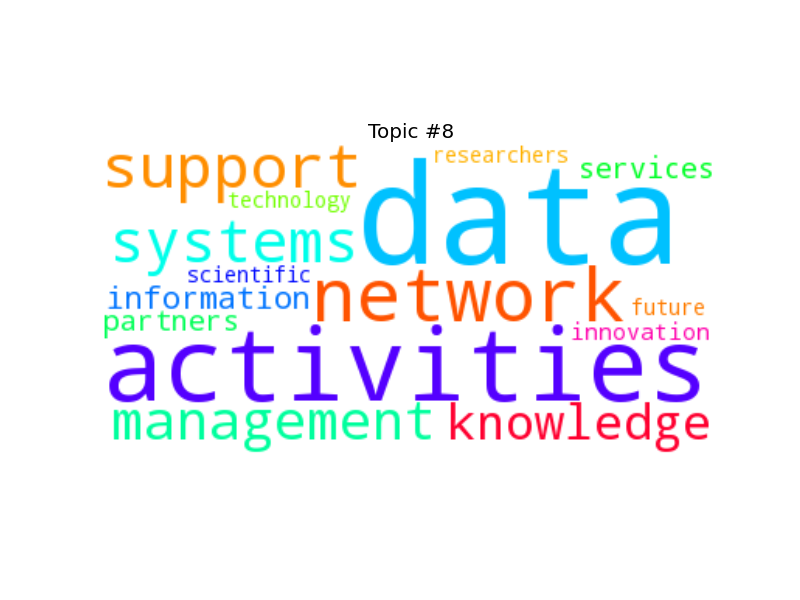 Topic #8
support
researchers
services
data
technology
systems
scientific
information
network
future
partners
innovation
activities
management
knowledge